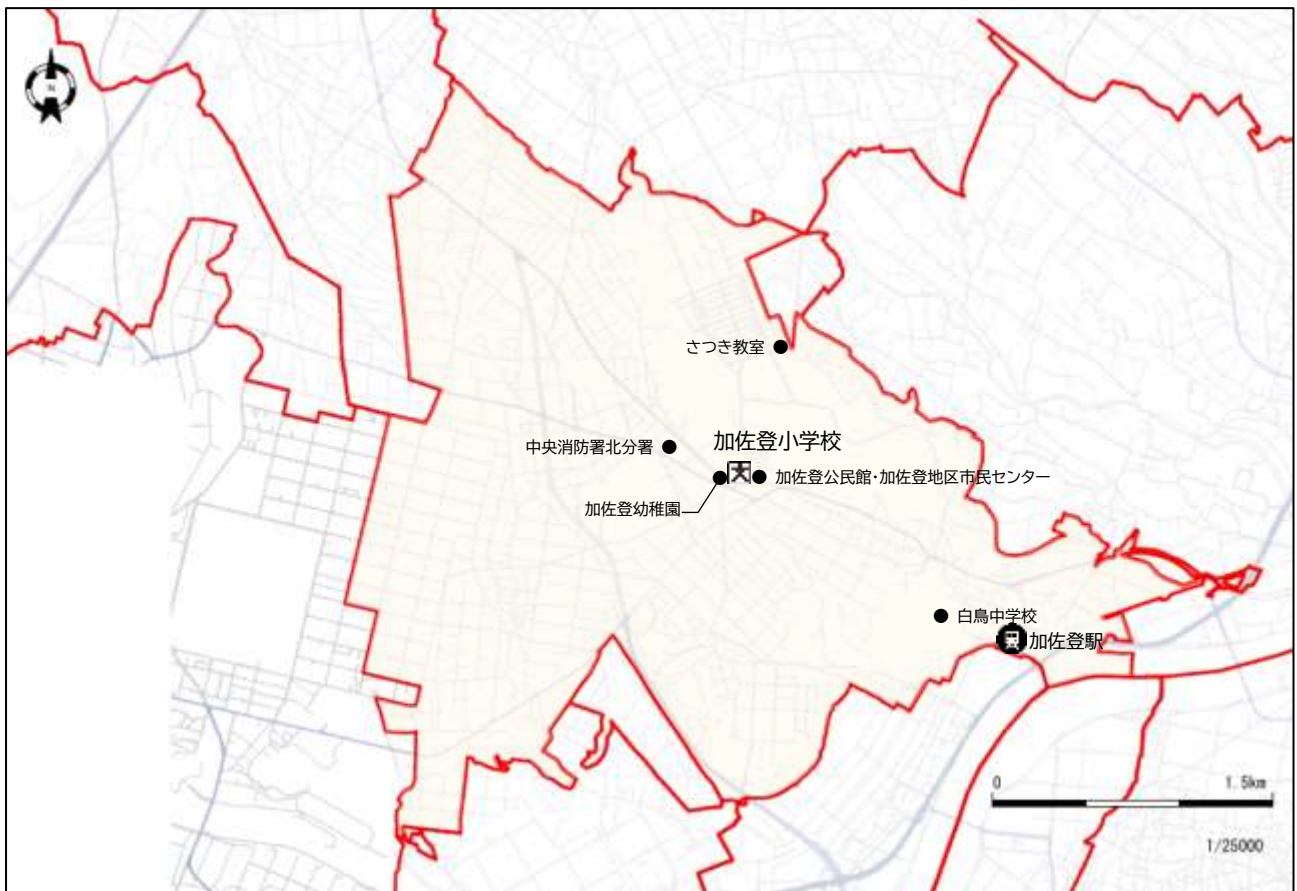 N
さつき教室
加佐登小学校
中央消防署北分署
加佐登公民館・加佐登地区市民センター
加佐登幼稚園
白鳥中学校
加佐登駅
0 1.5km
1/25000